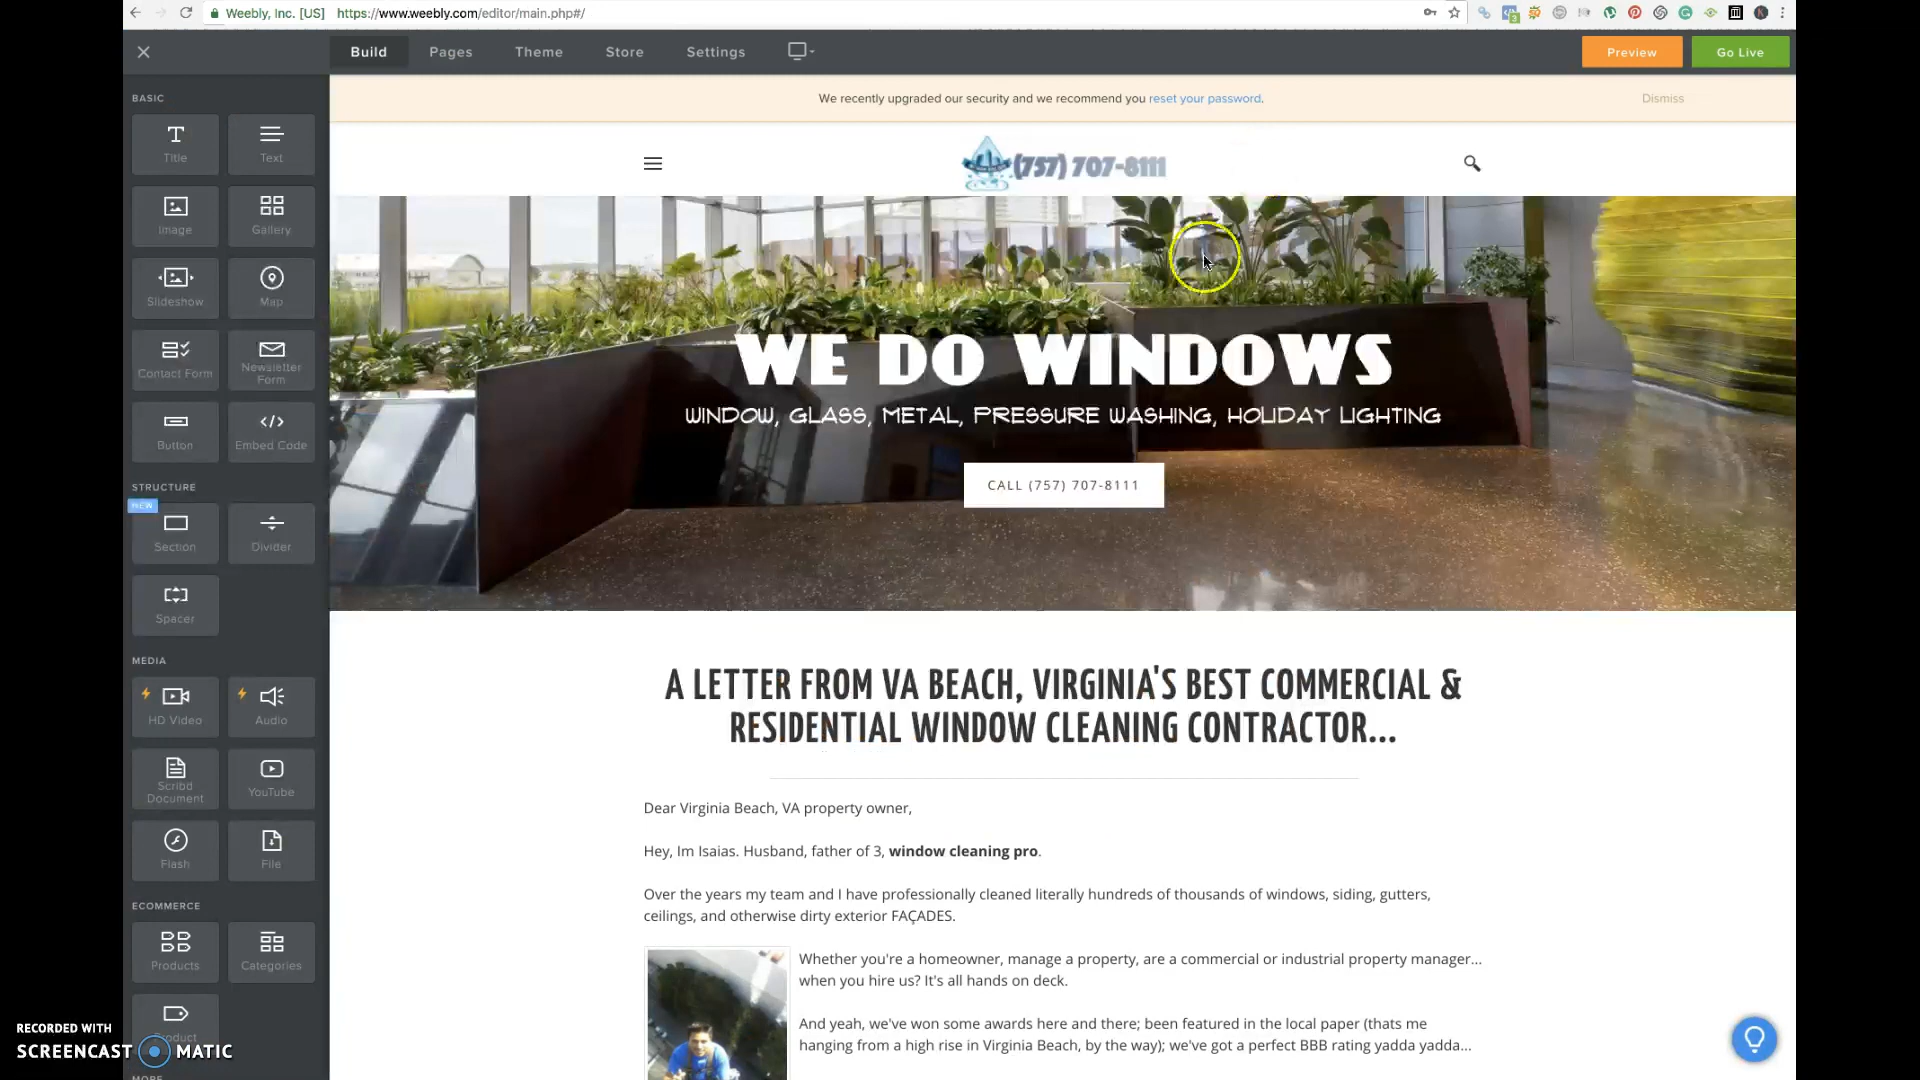 Weebly, Inc. [US] https://www.weebly.com/editor/main.php#/
3
Build Pages Theme Store Settings Preview Go Live
We recently upgraded our security and we recommend you reset your password. Dismiss
BASIC
Title Text
Image Gallery
Slideshow Map
Contact Form Newsletter Form
Button Embed Code
STRUCTURE
NEW
Section Divider
Spacer
MEDIA
HD Video Audio
Scribd Document YouTube
Flash File
ECOMMERCE
Products Categories
Product
(757) 707-8111
WE DO WINDOWS
WINDOW, GLASS, METAL, PRESSURE WASHING, HOLIDAY LIGHTING
CALL (757) 707-8111
A LETTER FROM VA BEACH, VIRGINIA'S BEST COMMERCIAL &
RESIDENTIAL WINDOW CLEANING CONTRACTOR...
Dear Virginia Beach, VA property owner,
Hey, Im Isaias. Husband, father of 3, window cleaning pro.
Over the years my team and I have professionally cleaned literally hundreds of thousands of windows, siding, gutters,
ceilings, and otherwise dirty exterior FAÇADES.
Whether you're a homeowner, manage a property, are a commercial or industrial property manager...
when you hire us? It's all hands on deck.
And yeah, we've won some awards here and there; been featured in the local paper (thats me
hanging from a high rise in Virginia Beach, by the way); we've got a perfect BBB rating yadda yadda...
RECORDED WITH
SCREENCAST MATIC